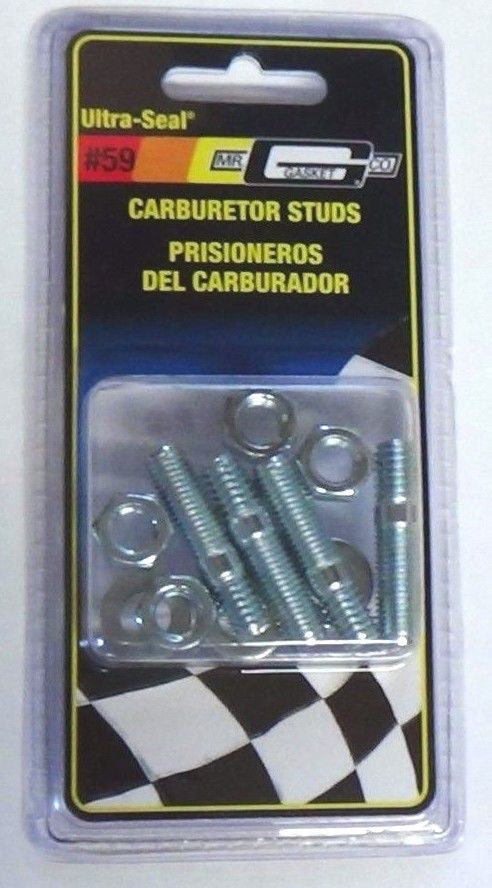 Ultra-Seal®
#59
MR. GASKET CO.
CARBURETOR STUDS
PRISIONEROS
DEL CARBURADOR